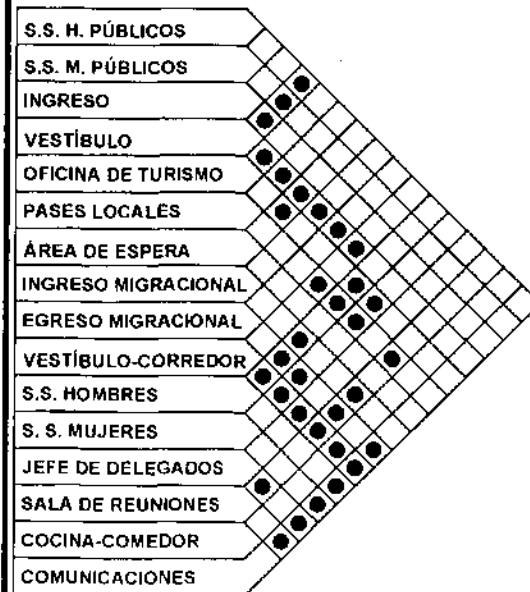 S.S. H. PÚBLICOS
S.S. M. PÚBLICOS
INGRESO
VESTÍBULO
OFICINA DE TURISMO
PASES LOCALES
ÁREA DE ESPERA
INGRESO MIGRACIONAL
EGRESO MIGRACIONAL
VESTÍBULO-CORREDOR
S.S. HOMBRES
S. S. MUJERES
JEFE DE DELEGADOS
SALA DE REUNIONES
COCINA-COMEDOR
COMUNICACIONES